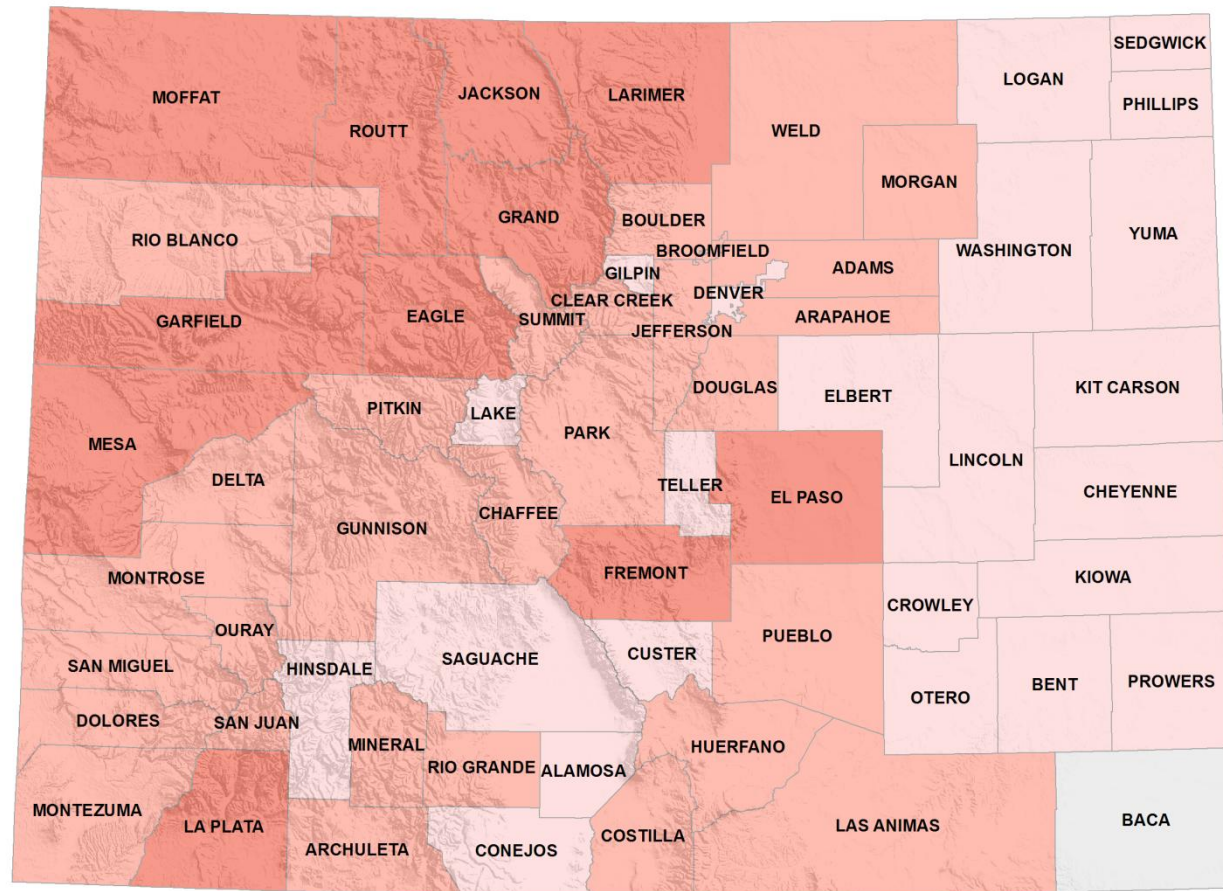 SEDGWICK
LOGAN
PHILLIPS
MOFFAT
JACKSON
LARIMER
ROUTT
WELD
MORGAN
GRAND
BOULDER
RIO BLANCO
YUMA
BROOMFIELD
WASHINGTON
GILPIN
ADAMS
DENVER
CLEAR CREEK
GARFIELD
EAGLE
SUMMIT
ARAPAHOE
JEFFERSON
DOUGLAS
ELBERT
KIT CARSON
PITKIN
LAKE
PARK
MESA
LINCOLN
DELTA
TELLER
EL PASO
CHEYENNE
CHAFFEE
GUNNISON
FREMONT
MONTROSE
KIOWA
CROWLEY
OURAY
PUEBLO
CUSTER
SAGUACHE
SAN MIGUEL
HINSDALE
PROWERS
BENT
OTERO
DOLORES
SAN JUAN
MINERAL
HUERFANO
RIO GRANDE
ALAMOSA
MONTEZUMA
LA PLATA
BACA
LAS ANIMAS
COSTILLA
ARCHULETA
CONEJOS